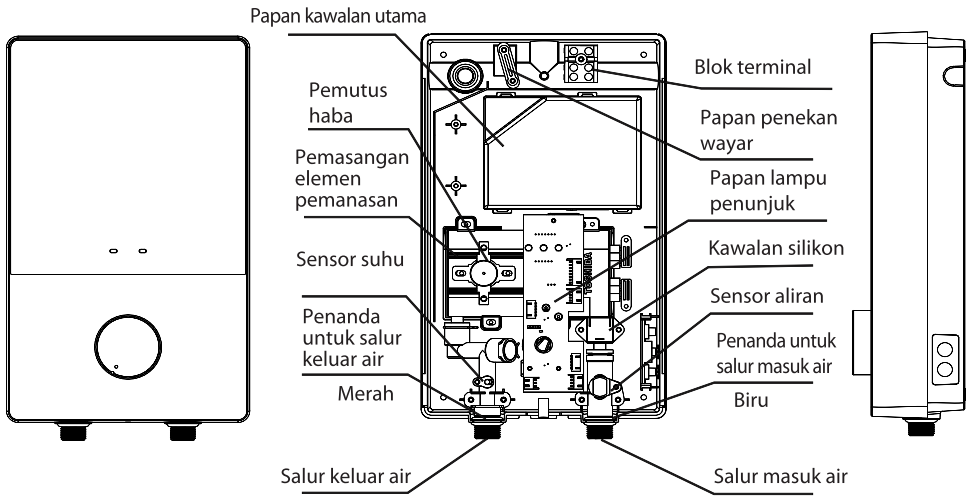 Papan kawalan utama
Pemutus
haba
Pemasangan
elemen
pemanasan
Sensor suhu
Penanda
untuk salur
keluar air
Merah
Salur keluar air
Blok terminal
Papan penekan
wayar
Papan lampu
penunjuk
Kawalan silikon
Sensor aliran
Penanda untuk
salur masuk air
Biru
Salur masuk air
TOSHIBA